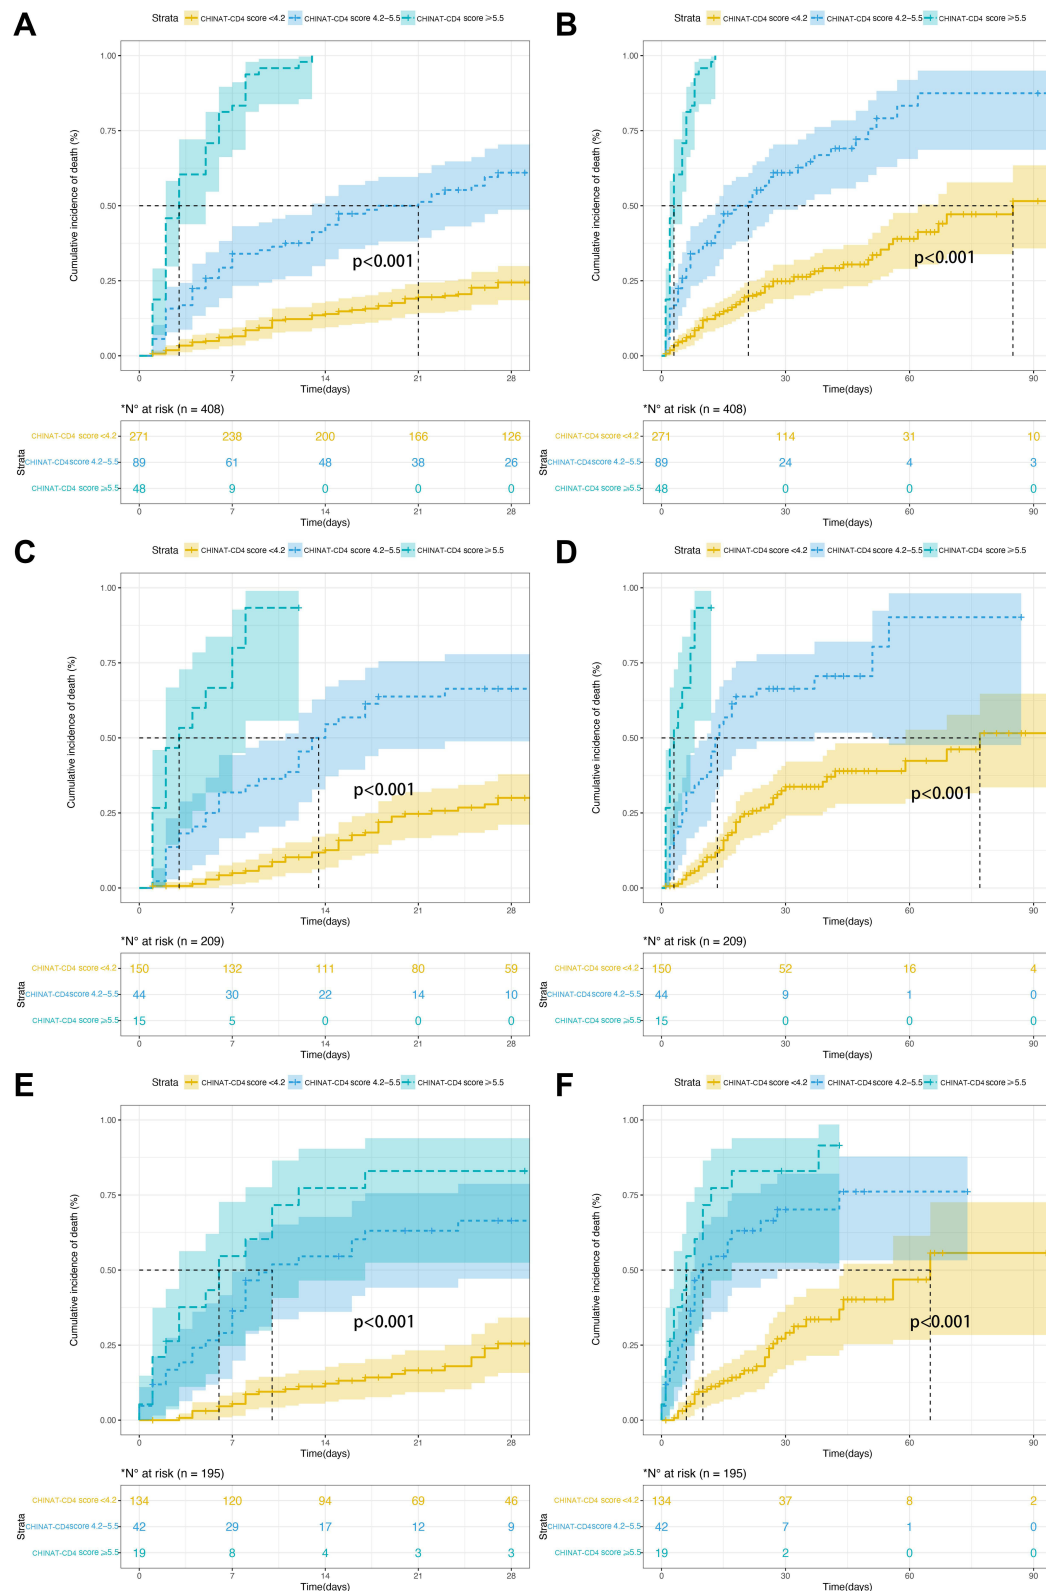 A
Strata CHINAT-CD4 score <4.2 CHINAT-CD4 score 4.2-5.5 CHINAT-CD4 score ≥5.5
Cumulative incidence of death (%)
1.00
0.75
0.50
0.25
0.00
p<0.001
0 7 14 21 28
Time(days)
*N° at risk (n = 408)
Strata
CHINAT-CD4 score <4.2 271 238 200 166 126
CHINAT-CD4score 4.2-5.5 89 61 48 38 26
CHINAT-CD4 score ≥5.5 48 9 0 0 0
0 7 14 21 28
Time(days)
B
Strata CHINAT-CD4 score <4.2 CHINAT-CD4 score 4.2-5.5 CHINAT-CD4 score ≥5.5
Cumulative incidence of death (%)
1.00
0.75
0.50
0.25
0.00
p<0.001
0 30 60 90
Time(days)
*N° at risk (n = 408)
Strata
CHINAT-CD4 score <4.2 271 114 31 10
CHINAT-CD4score 4.2-5.5 89 24 4 3
CHINAT-CD4 score ≥5.5 48 0 0 0
0 30 60 90
Time(days)
C
Strata CHINAT-CD4 score <4.2 CHINAT-CD4 score 4.2-5.5 CHINAT-CD4 score ≥5.5
Cumulative incidence of death (%)
1.00
0.75
0.50
0.25
0.00
p<0.001
0 7 14 21 28
Time(days)
*N° at risk (n = 209)
Strata
CHINAT-CD4 score <4.2 150 132 111 80 59
CHINAT-CD4score 4.2-5.5 44 30 22 14 10
CHINAT-CD4 score ≥5.5 15 5 0 0 0
0 7 14 21 28
Time(days)
D
Strata CHINAT-CD4 score <4.2 CHINAT-CD4 score 4.2-5.5 CHINAT-CD4 score ≥5.5
Cumulative incidence of death (%)
1.00
0.75
0.50
0.25
0.00
p<0.001
0 30 60 90
Time(days)
*N° at risk (n = 209)
Strata
CHINAT-CD4 score <4.2 150 52 16 4
CHINAT-CD4score 4.2-5.5 44 9 1 0
CHINAT-CD4 score ≥5.5 15 0 0 0
0 30 60 90
Time(days)
E
Strata CHINAT-CD4 score <4.2 CHINAT-CD4 score 4.2-5.5 CHINAT-CD4 score ≥5.5
Cumulative incidence of death (%)
1.00
0.75
0.50
0.25
0.00
p<0.001
0 7 14 21 28
Time(days)
*N° at risk (n = 195)
Strata
CHINAT-CD4 score <4.2 134 120 94 69 46
CHINAT-CD4score 4.2-5.5 42 29 17 12 9
CHINAT-CD4 score ≥5.5 19 8 4 3 3
0 7 14 21 28
Time(days)
F
Strata CHINAT-CD4 score <4.2 CHINAT-CD4 score 4.2-5.5 CHINAT-CD4 score ≥5.5
Cumulative incidence of death (%)
1.00
0.75
0.50
0.25
0.00
p<0.001
0 30 60 90
Time(days)
*N° at risk (n = 195)
Strata
CHINAT-CD4 score <4.2 134 37 8 2
CHINAT-CD4score 4.2-5.5 42 7 1 0
CHINAT-CD4 score ≥5.5 19 2 0 0
0 30 60 90
Time(days)